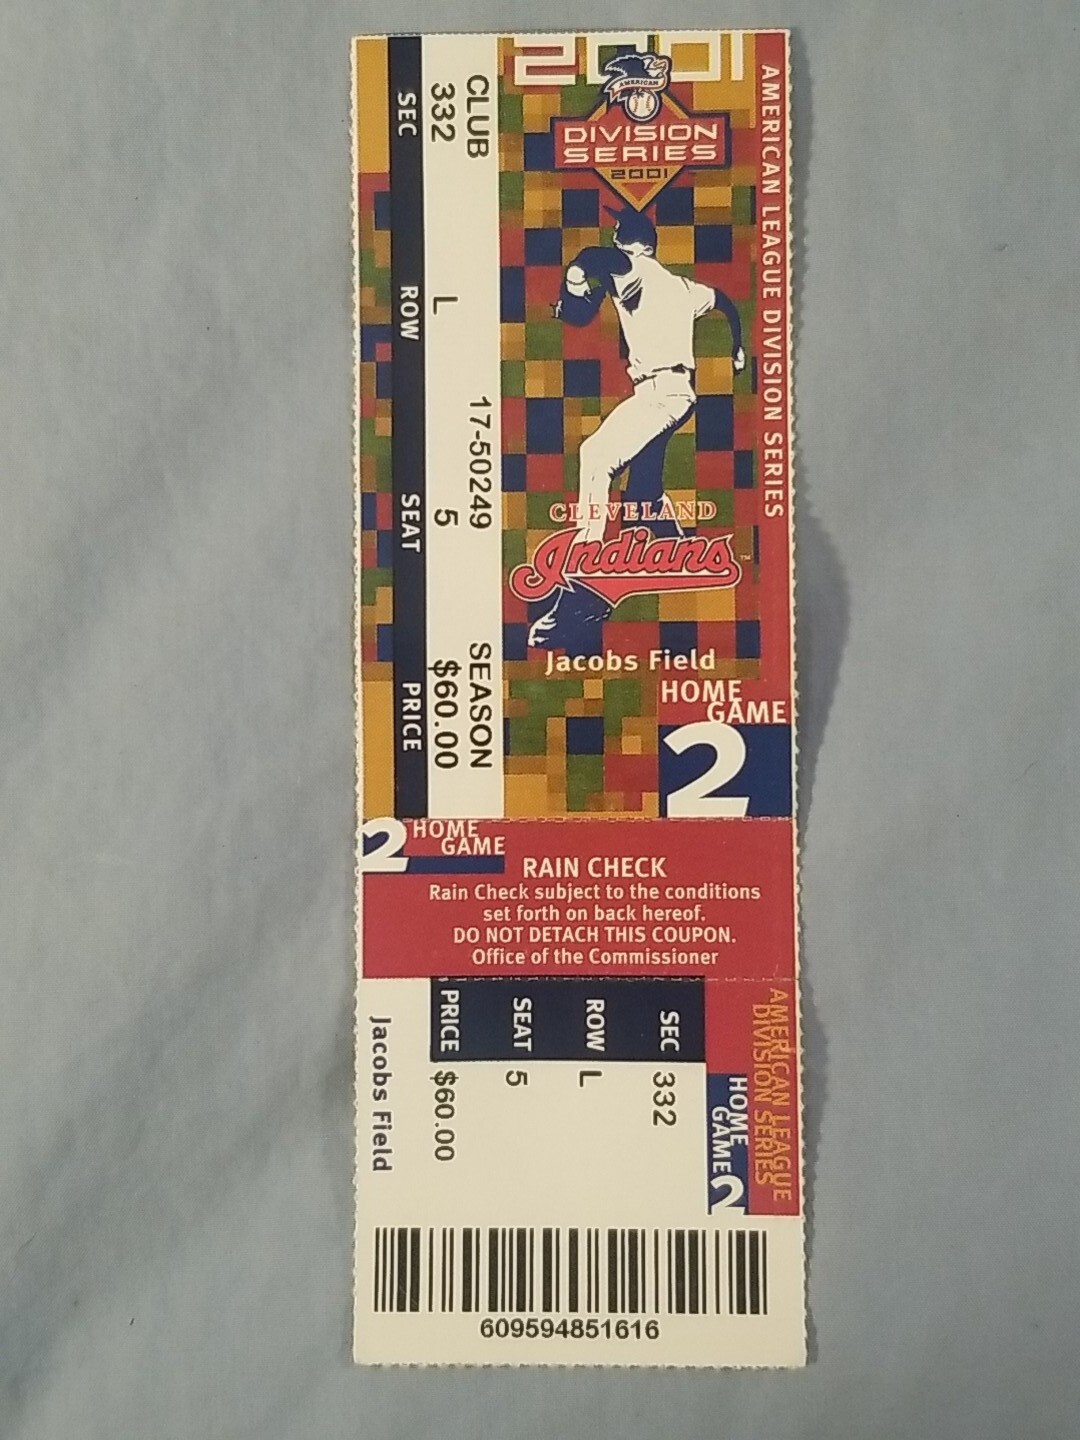 2001
AMERICAN
DIVISION
SERIES
2001
AMERICAN LEAGUE DIVISION SERIES
CLUB 17-50249 SEASON
332 L 5 $60.00
SEC ROW SEAT PRICE
CLEVELAND
Indians
Jacobs Field
HOME
GAME
2
2 HOME
GAME
RAIN CHECK
Rain Check subject to the conditions
set forth on back hereof.
DO NOT DETACH THIS COUPON.
Office of the Commissioner
AMERICAN LEAGUE
DIVISION SERIES
HOME
GAME 2
SEC 332
ROW L
SEAT 5
PRICE $60.00
Jacobs Field
609594851616